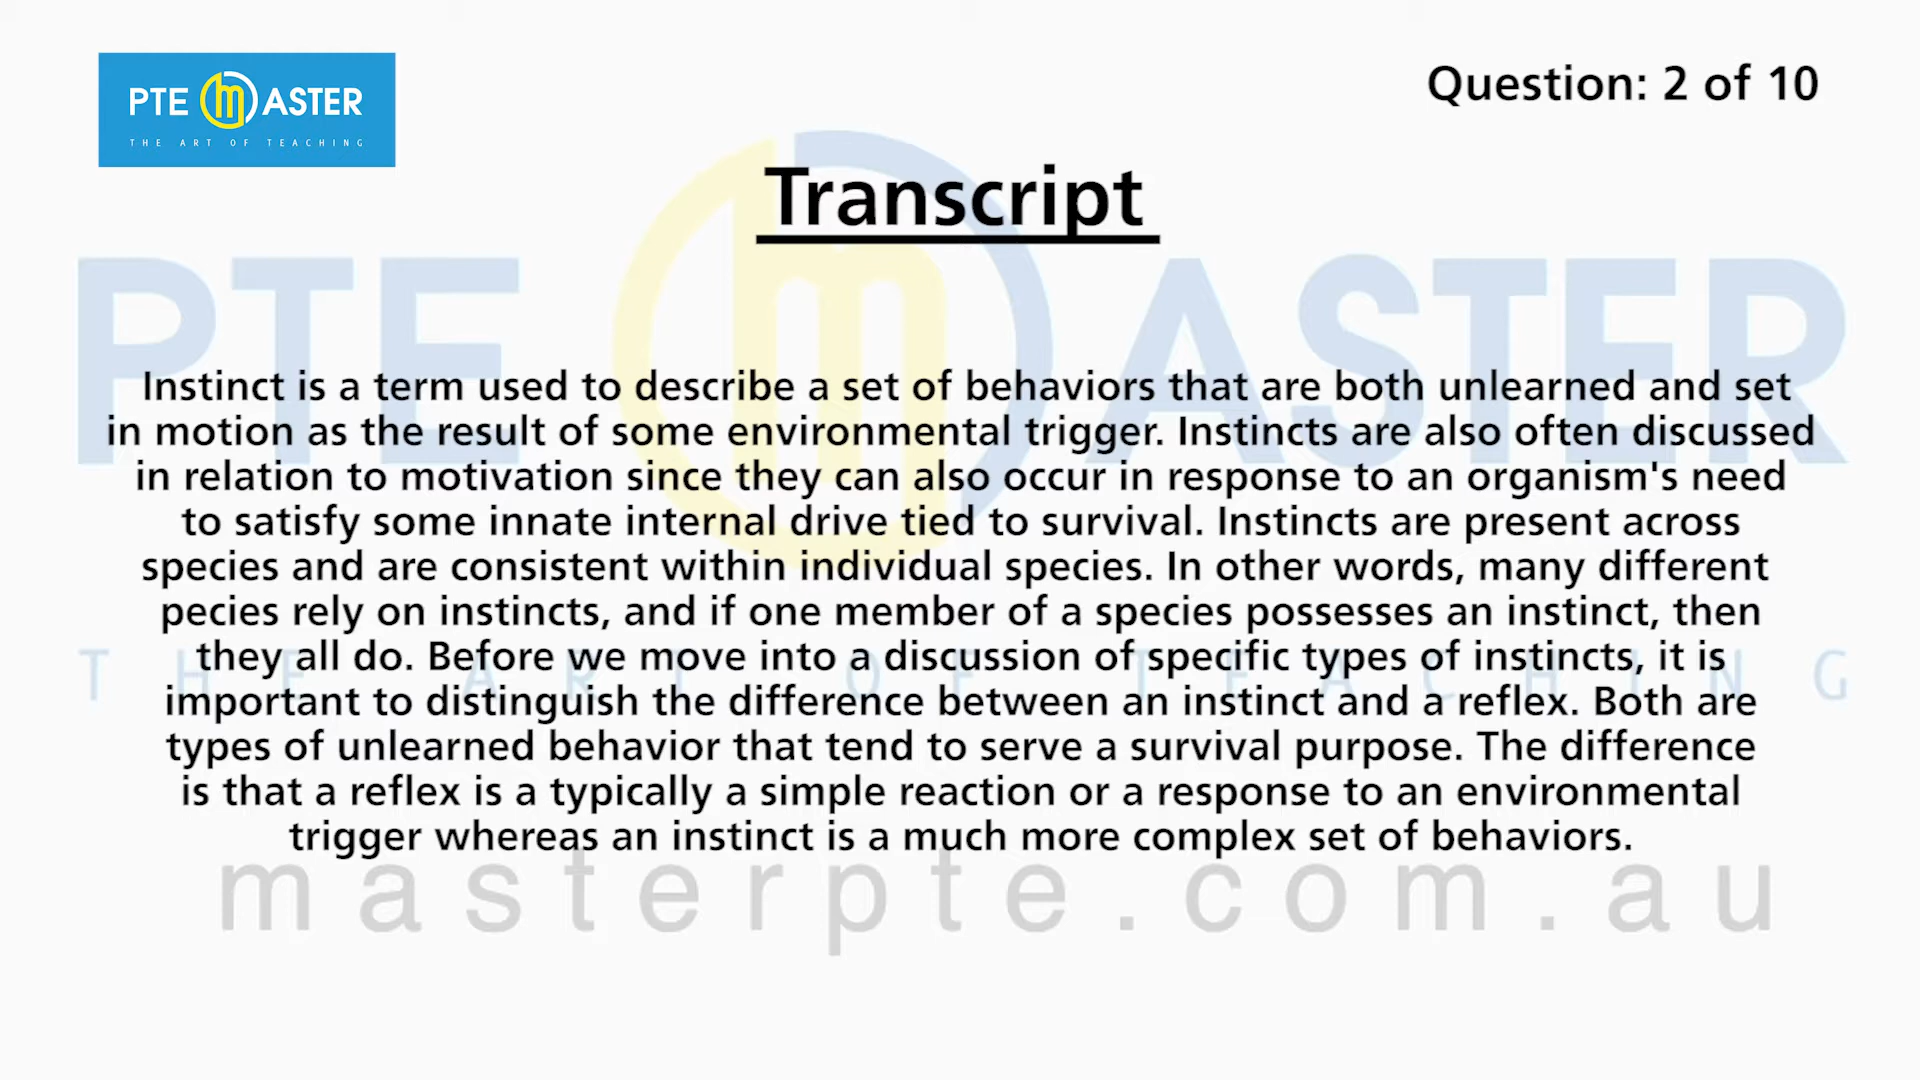 PTE MASTER
THE ART OF TEACHING
Question: 2 of 10
Transcript
PTE MASTER
Instinct is a term used to describe a set of behaviors that are both unlearned and set
in motion as the result of some environmental trigger. Instincts are also often discussed
in relation to motivation since they can also occur in response to an organism's need
to satisfy some innate internal drive tied to survival. Instincts are present across
species and are consistent within individual species. In other words, many different
pecies rely on instincts, and if one member of a species possesses an instinct, then
they all do. Before we move into a discussion of specific types of instincts, it is
important to distinguish the difference between an instinct and a reflex. Both are
types of unlearned behavior that tend to serve a survival purpose. The difference
is that a reflex is a typically a simple reaction or a response to an environmental
trigger whereas an instinct is a much more complex set of behaviors.
THE ART OF TEACHING
masterpte.com.au